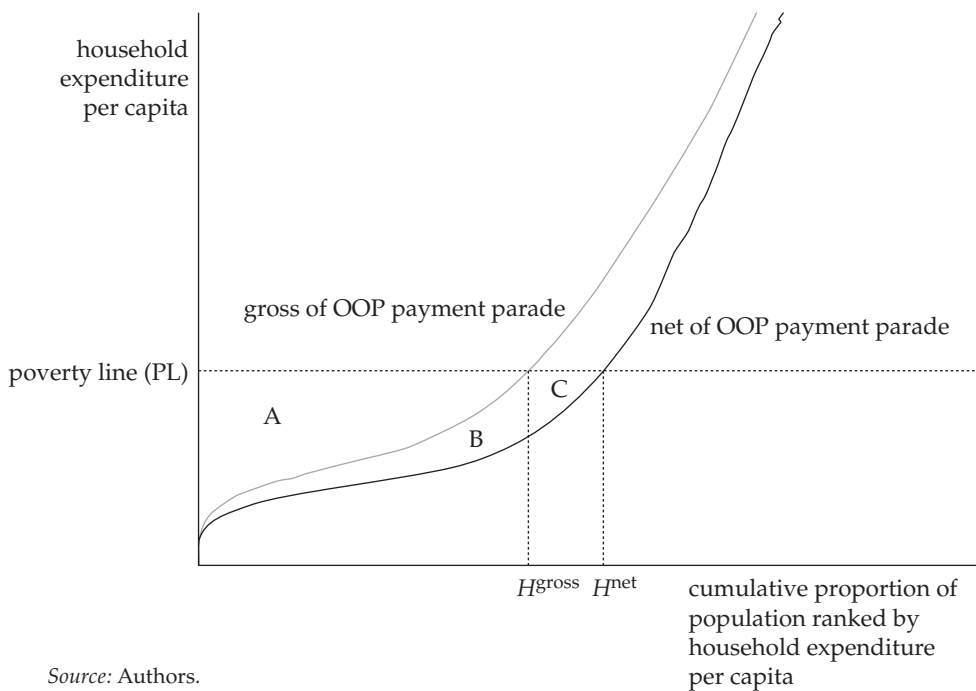 household
expenditure
per capita
gross of OOP payment parade
net of OOP payment parade
poverty line (PL)
A
C
B
Hgross
Hnet
cumulative proportion of
population ranked by
household expenditure
per capita
Source: Authors.